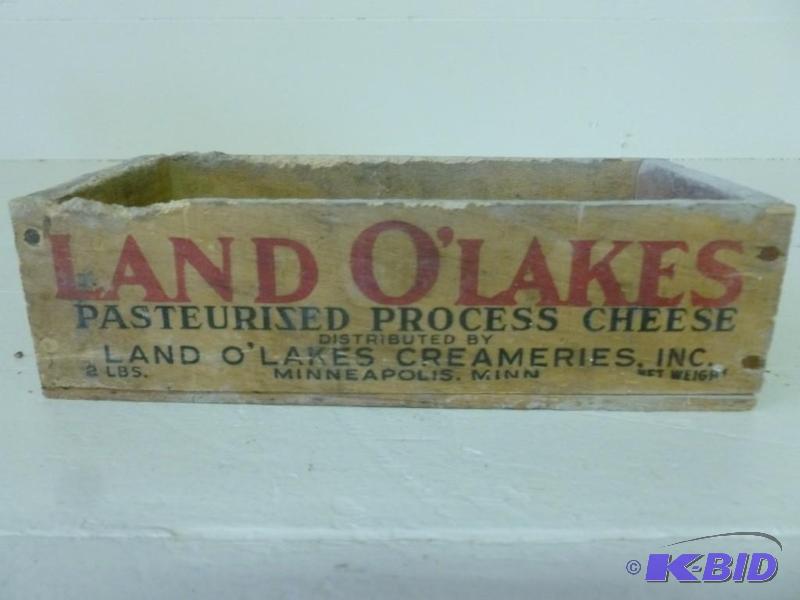 LAND O'LAKES
PASTEURIZED PROCESS CHEESE
DISTRIBUTED BY
LAND O'LAKES CREAMERIES, INC.
2 LBS. MINNEAPOLIS, MINN NET WEIGHT
© K-BID